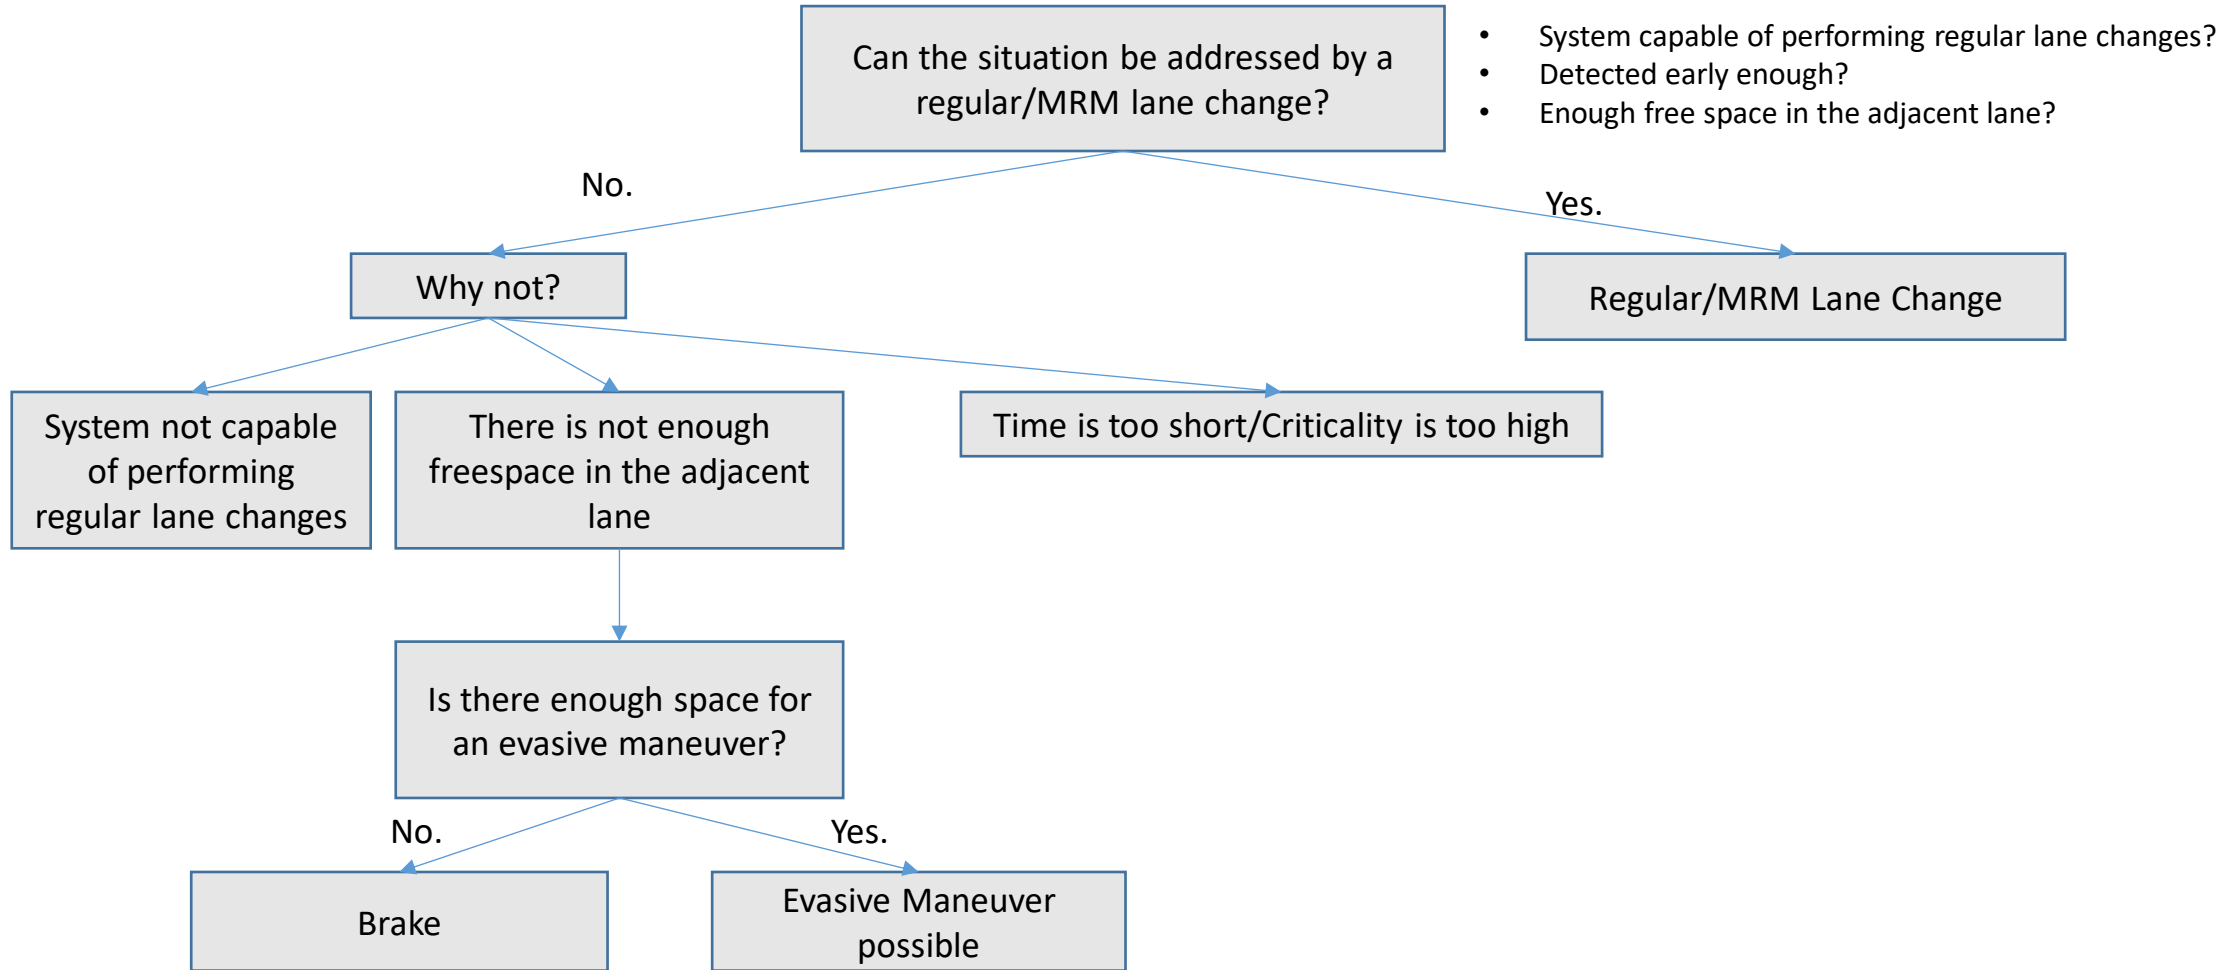 Can the situation be addressed by a
regular/MRM lane change?
• System capable of performing regular lane changes?
• Detected early enough?
• Enough free space in the adjacent lane?
No.
Yes.
Why not?
Regular/MRM Lane Change
System not capable
of performing
regular lane changes
There is not enough
freespace in the adjacent
lane
Time is too short/Criticality is too high
Is there enough space for
an evasive maneuver?
No.
Yes.
Brake
Evasive Maneuver
possible